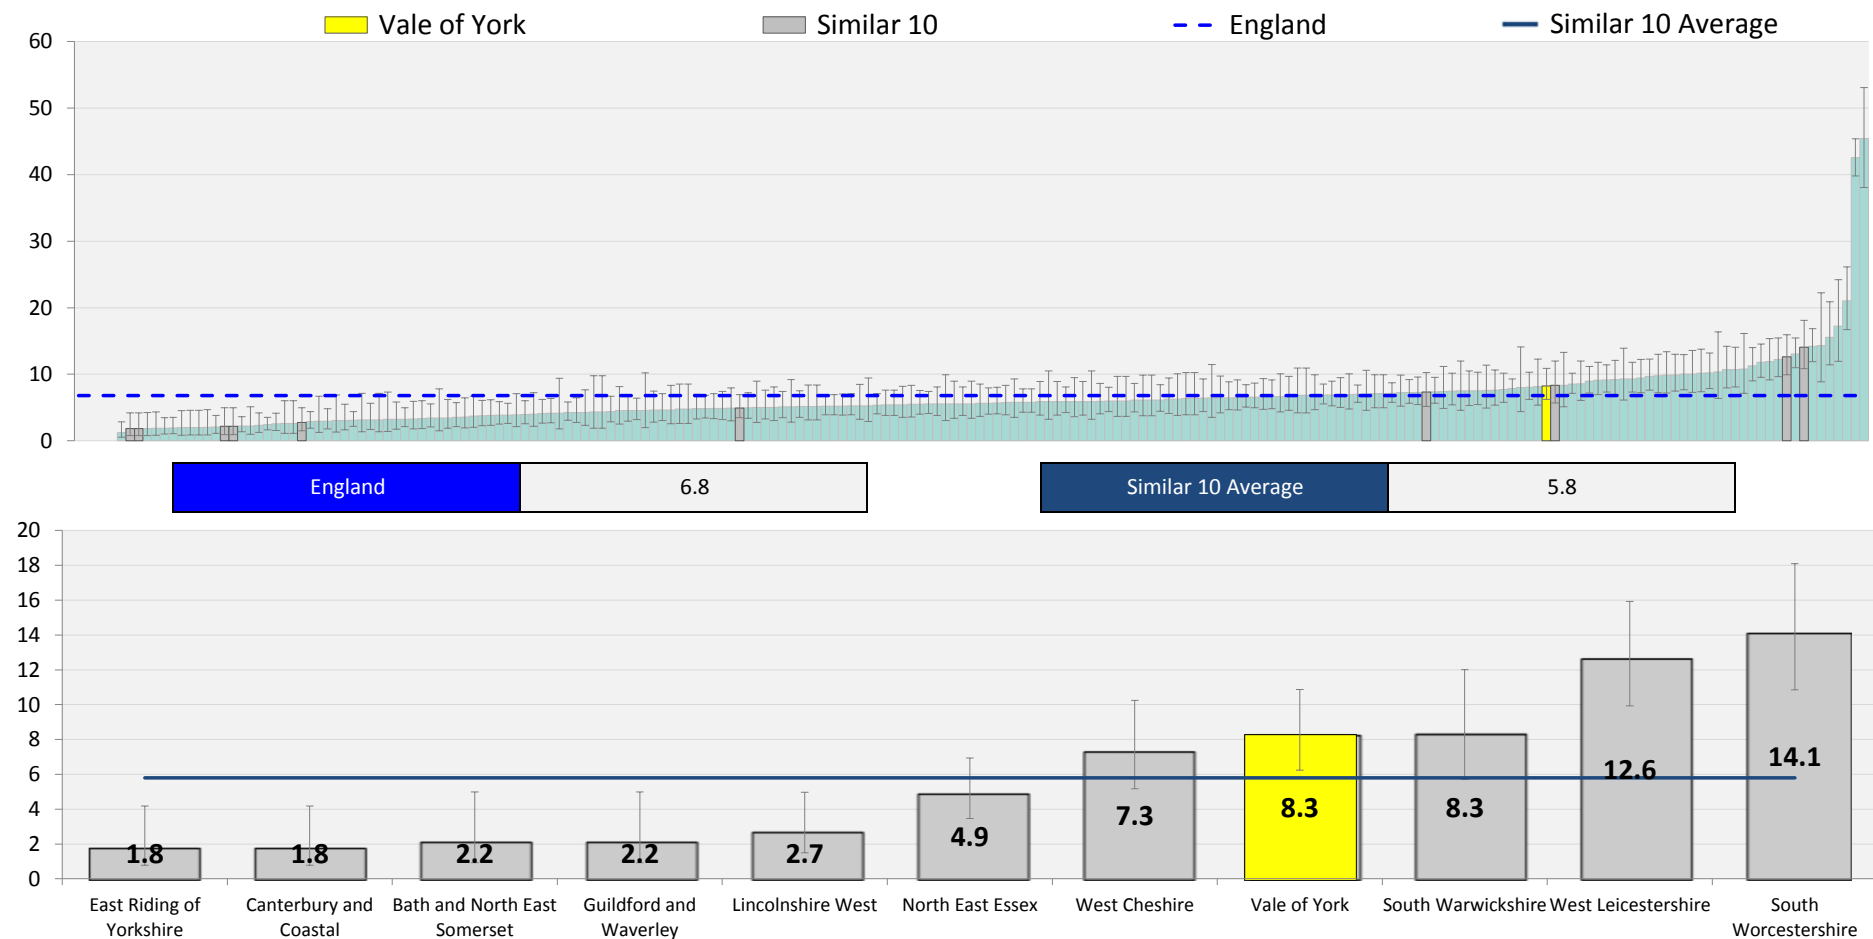 Vale of York Similar 10 England Similar 10 Average
60
50
40
30
20
10
0
England 6.8 Similar 10 Average 5.8
20
18
16
14
12
10
8
6
4
2
0
1.8 1.8 2.2 2.2 2.7 4.9 7.3 8.3 8.3 12.6 14.1
East Riding of Yorkshire
Canterbury and Coastal
Bath and North East Somerset
Guildford and Waverley
Lincolnshire West
North East Essex
West Cheshire
Vale of York
South Warwickshire
West Leicestershire
South Worcestershire